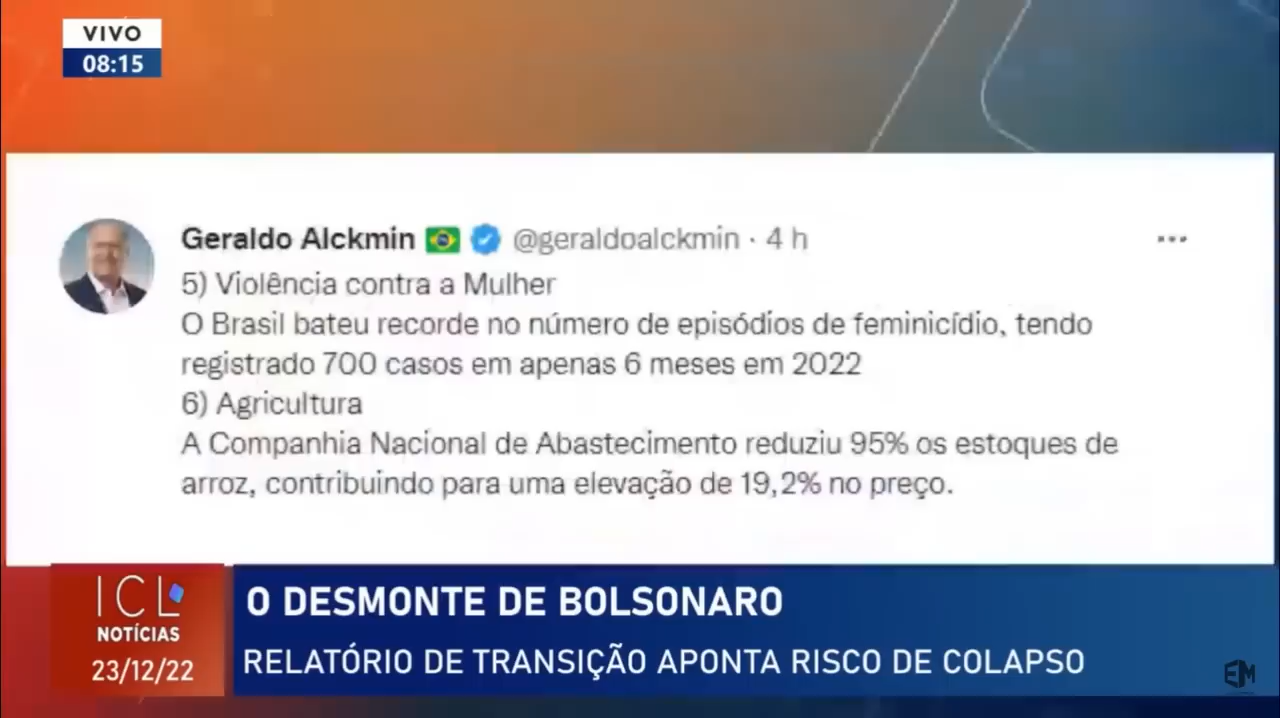 VIVO
08:15
Geraldo Alckmin @geraldoalckmin · 4 h
5) Violência contra a Mulher
O Brasil bateu recorde no número de episódios de feminicídio, tendo
registrado 700 casos em apenas 6 meses em 2022
6) Agricultura
A Companhia Nacional de Abastecimento reduziu 95% os estoques de
arroz, contribuindo para uma elevação de 19,2% no preço.
ICL
NOTÍCIAS
23/12/22
O DESMONTE DE BOLSONARO
RELATÓRIO DE TRANSIÇÃO APONTA RISCO DE COLAPSO
EM